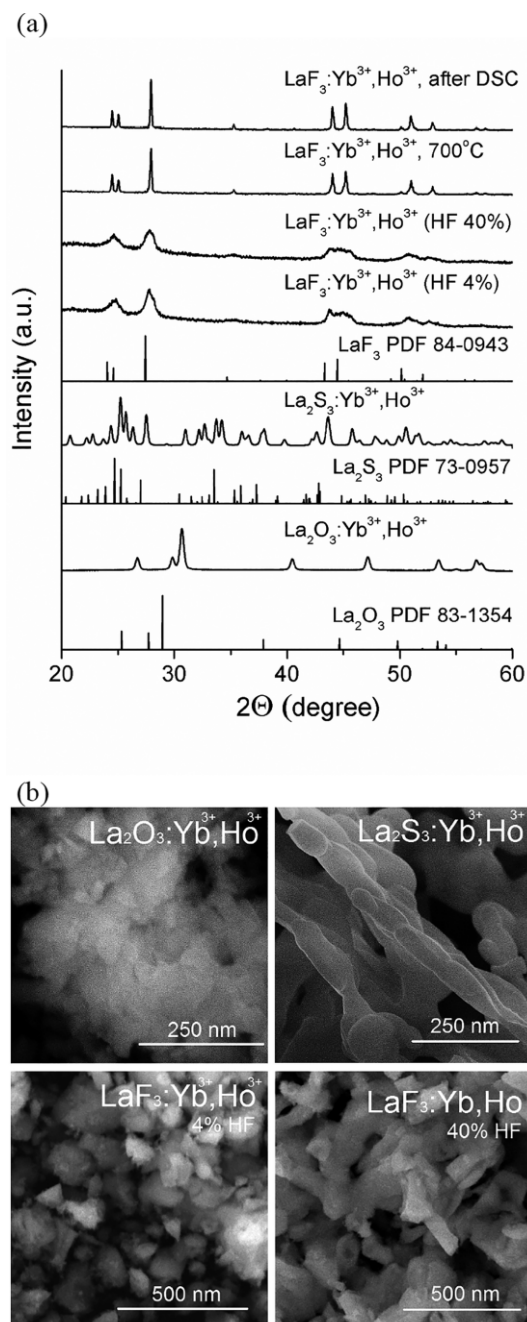 (a)
LaF₃:Yb³⁺,Ho³⁺, after DSC
LaF₃:Yb³⁺,Ho³⁺, 700°C
LaF₃:Yb³⁺,Ho³⁺ (HF 40%)
LaF₃:Yb³⁺,Ho³⁺ (HF 4%)
LaF₃ PDF 84-0943
La₂S₃:Yb³⁺,Ho³⁺
La₂S₃ PDF 73-0957
La₂O₃:Yb³⁺,Ho³⁺
La₂O₃ PDF 83-1354
Intensity (a.u.)
20 30 40 50 60
2Θ (degree)
(b)
La₂O₃:Yb³⁺,Ho³⁺
250 nm
La₂S₃:Yb³⁺,Ho³⁺
250 nm
LaF₃:Yb³⁺,Ho³⁺
4% HF
500 nm
LaF₃:Yb,Ho
40% HF
500 nm